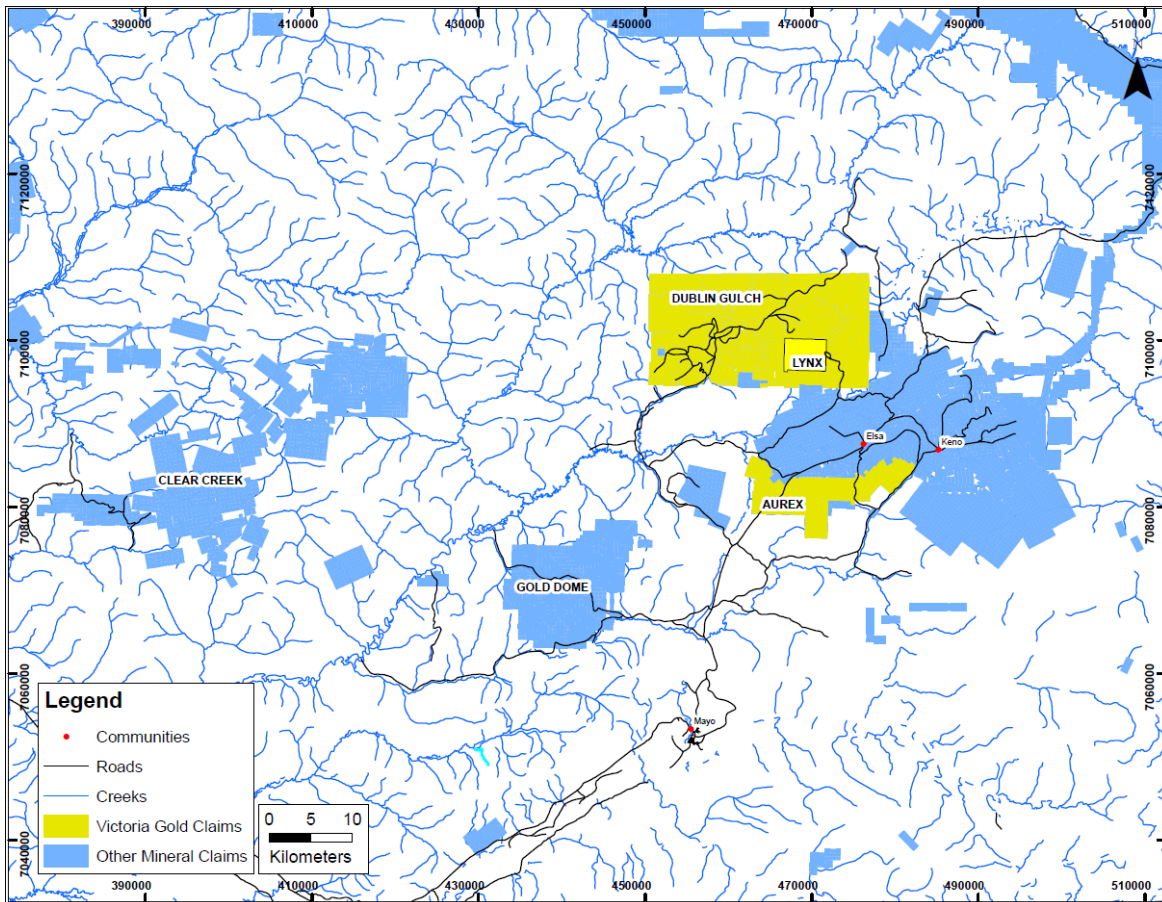 390000 410000 430000 450000 470000 490000 510000
N
7120000 7120000
DUBLIN GULCH
7100000 7100000
LYNX
Elsa
Keno
CLEAR CREEK
AUREX
7080000 7080000
GOLD DOME
7060000 7060000
Legend
Communities
Mayo
Roads
Creeks
Victoria Gold Claims
Other Mineral Claims
0 5 10
Kilometers
7040000 7040000
390000 410000 430000 450000 470000 490000 510000